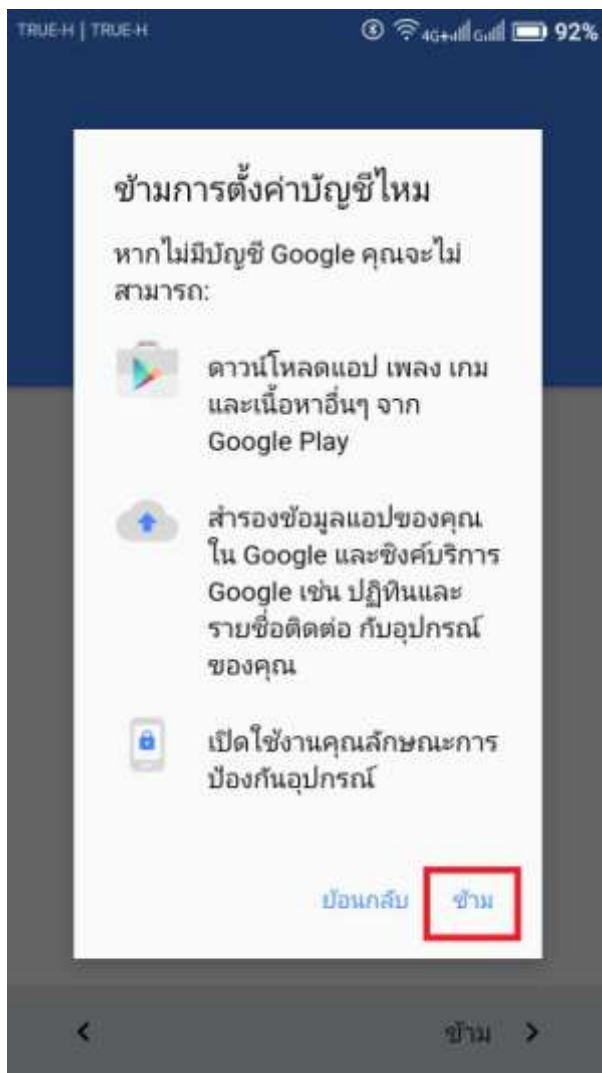 TRUE-H | TRUE-H 4G+ G 92%
ข้ามการตั้งค่าบัญชีไหม
หากไม่มีบัญชี Google คุณจะไม่
สามารถ:
ดาวน์โหลดแอป เพลง เกม
และเนื้อหาอื่นๆ จาก
Google Play
สำรองข้อมูลแอปของคุณ
ใน Google และซิงค์บริการ
Google เช่น ปฏิทินและ
รายชื่อติดต่อ กับอุปกรณ์
ของคุณ
เปิดใช้งานคุณลักษณะการ
ป้องกันอุปกรณ์
ย้อนกลับ ข้าม
ข้าม